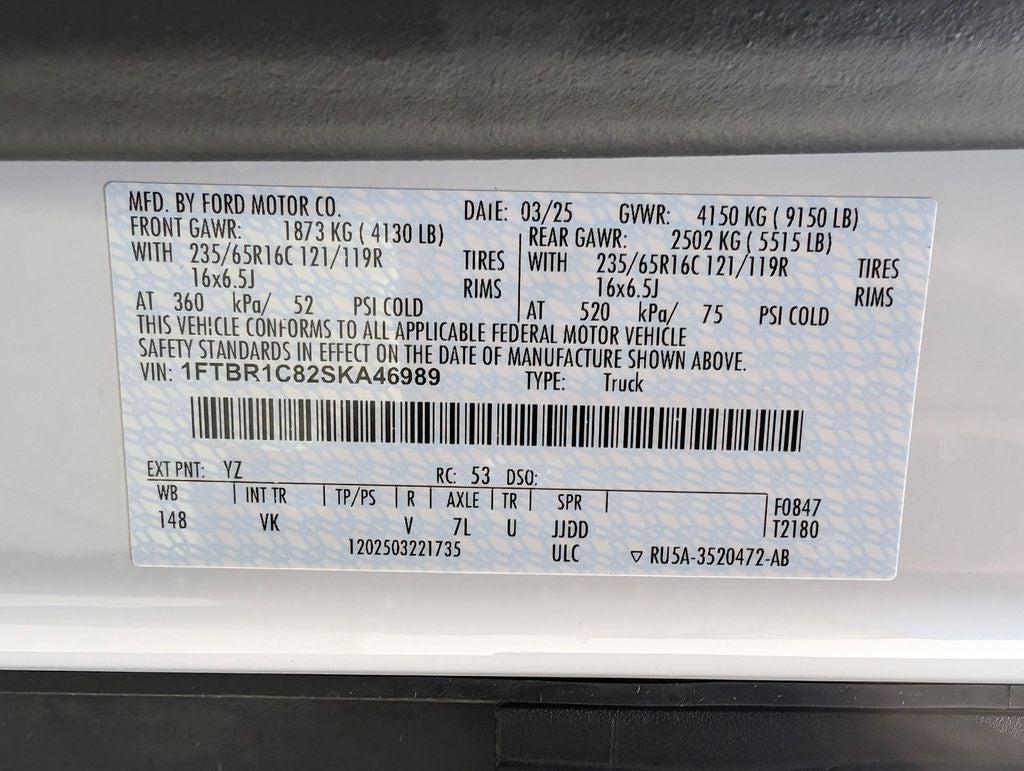 MFD. BY FORD MOTOR CO. DATE: 03/25 GVWR: 4150 KG ( 9150 LB)
FRONT GAWR: 1873 KG ( 4130 LB) REAR GAWR: 2502 KG ( 5515 LB)
WITH 235/65R16C 121/119R TIRES WITH 235/65R16C 121/119R TIRES
16x6.5J RIMS 16x6.5J RIMS
AT 360 kPa/ 52 PSI COLD AT 520 kPa/ 75 PSI COLD
THIS VEHICLE CONFORMS TO ALL APPLICABLE FEDERAL MOTOR VEHICLE
SAFETY STANDARDS IN EFFECT ON THE DATE OF MANUFACTURE SHOWN ABOVE.
VIN: 1FTBR1C82SKA46989 TYPE: Truck
EXT PNT: YZ RC: 53 DSO:
WB INT TR TP/PS R AXLE TR SPR F0847
148 VK V 7L U JJDD T2180
1202503221735 ULC ▽ RU5A-3520472-AB